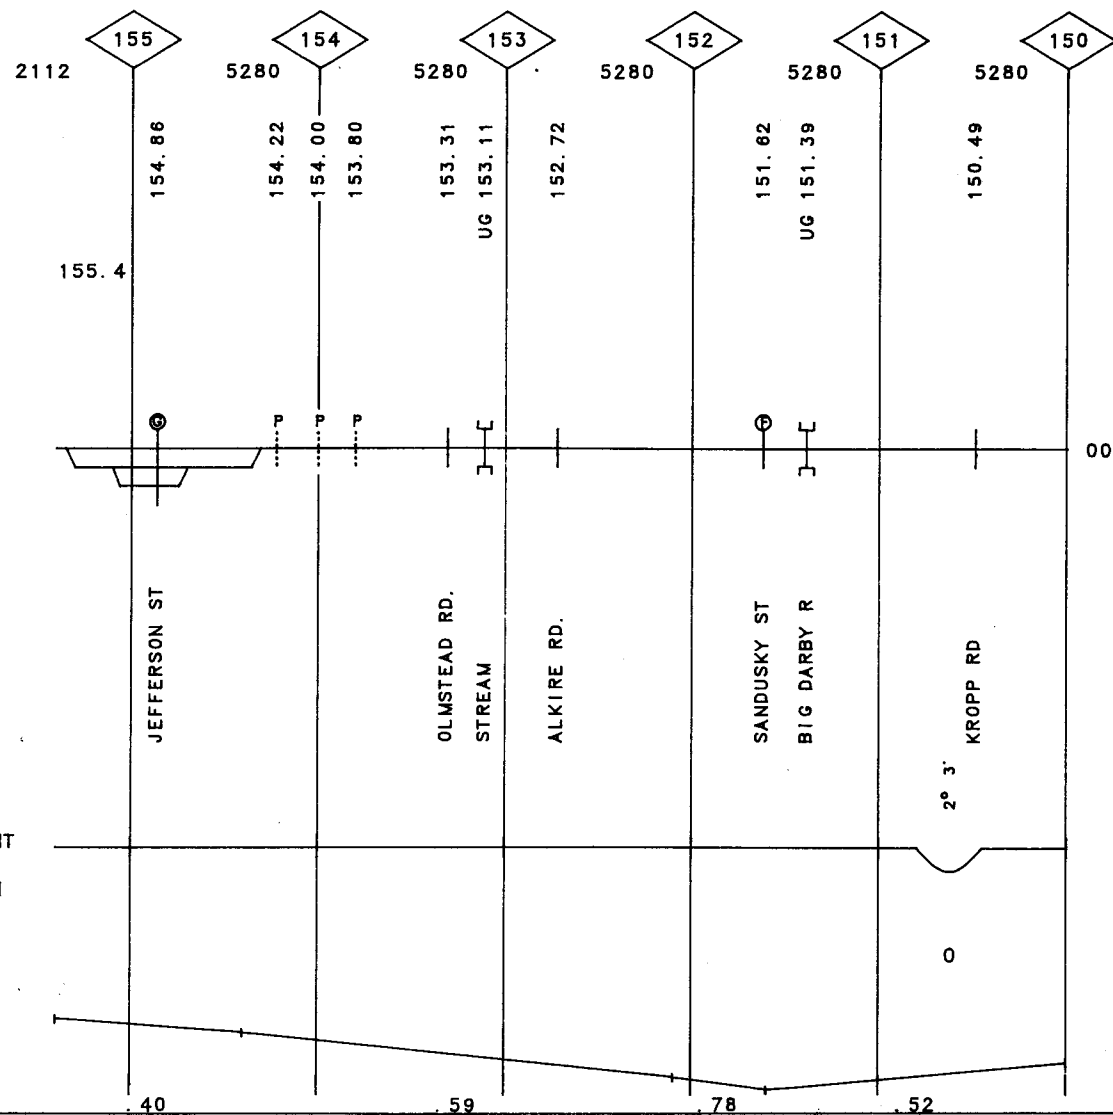 155 154 153 152 151 150
2112 5280 5280 5280 5280 5280
154.86 154.22 154.00 153.80 153.31 UG 153.11 152.72 151.62 UG 151.39 150.49
155.4
G P P P F
00
JEFFERSON ST
OLMSTEAD RD.
STREAM
ALKIRE RD.
SANDUSKY ST
BIG DARBY R
KROPP RD
2° 3'
0
.40 .59 .78 .52